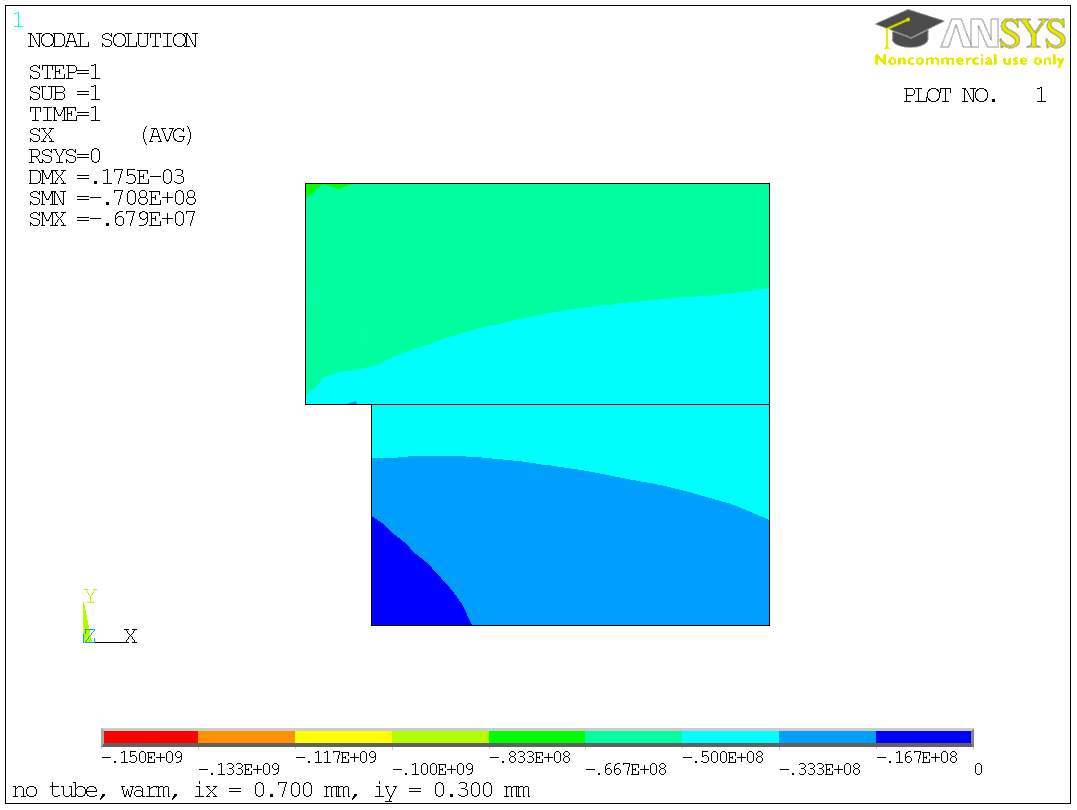 1
NODAL SOLUTION
STEP=1
SUB =1
TIME=1
SX (AVG)
RSYS=0
DMX =.175E-03
SMN =-.708E+08
SMX =-.679E+07
ANSYS
Noncommercial use only
PLOT NO. 1
Y
Z X
-.150E+09 -.117E+09 -.833E+08 -.500E+08 -.167E+08
-.133E+09 -.100E+09 -.667E+08 -.333E+08 0
no tube, warm, ix = 0.700 mm, iy = 0.300 mm